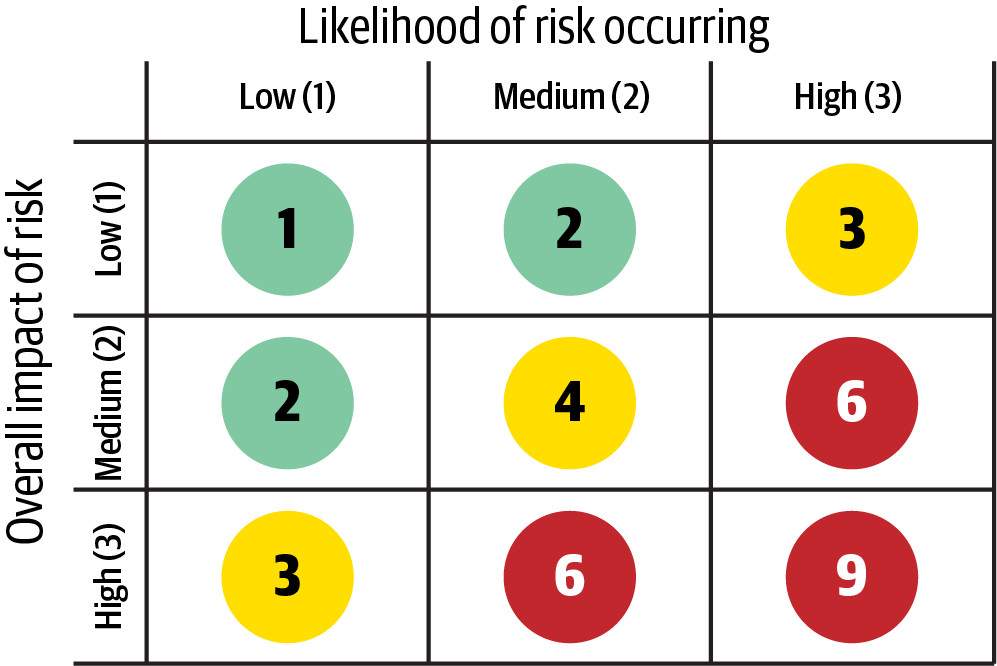 Likelihood of risk occurring
Low (1) Medium (2) High (3)
Overall impact of risk
Low (1) 1 2 3
Medium (2) 2 4 6
High (3) 3 6 9